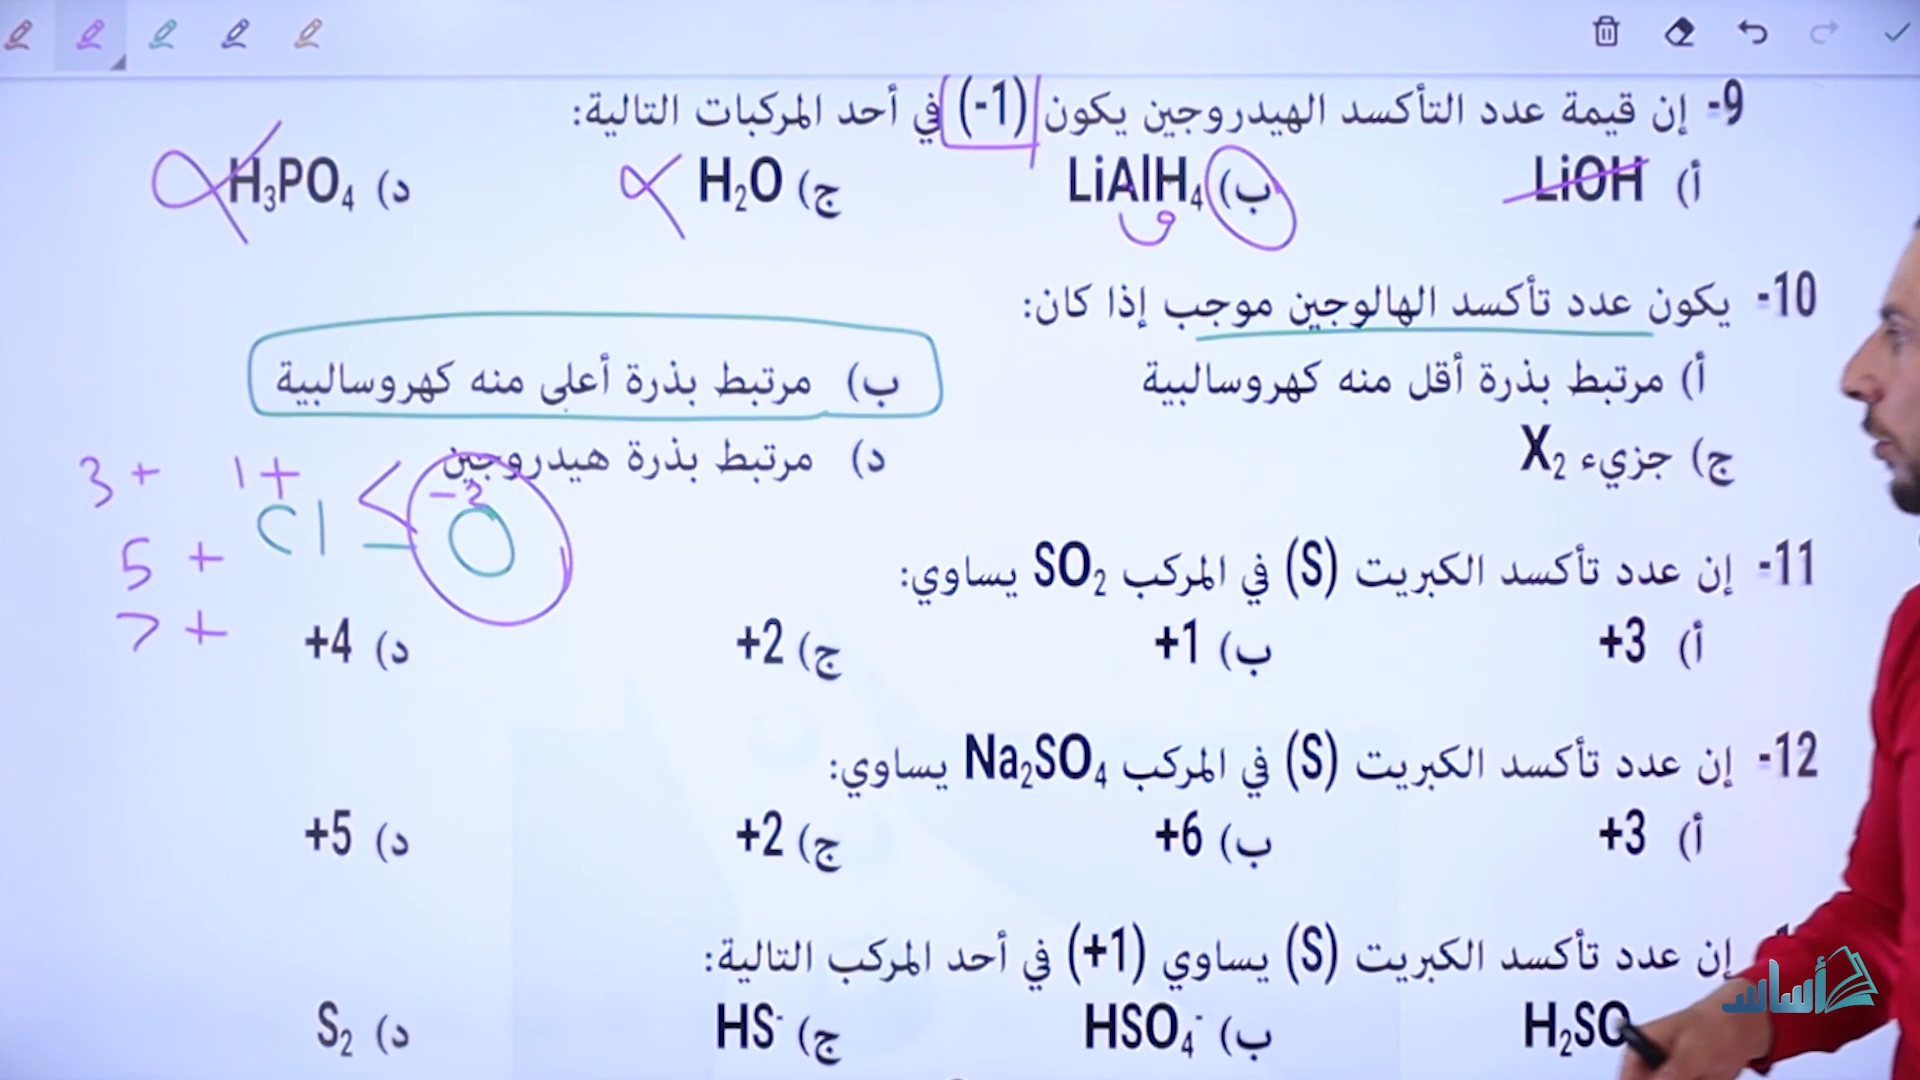 9- إن قيمة عدد التأكسد الهيدروجين يكون (1-) في أحد المركبات التالية:
أ) LiOH ب) LiAlH₄ ج) H₂O د) H₃PO₄
10- يكون عدد تأكسد الهالوجين موجب إذا كان:
أ) مرتبط بذرة أقل منه كهروسالبية ب) مرتبط بذرة أعلى منه كهروسالبية
ج) جزيء X₂ د) مرتبط بذرة هيدروجين
3+ 1+ -2
5+ Cl - O
7+
11- إن عدد تأكسد الكبريت (S) في المركب SO₂ يساوي:
أ) +3 ب) +1 ج) +2 د) +4
12- إن عدد تأكسد الكبريت (S) في المركب Na₂SO₄ يساوي:
أ) +3 ب) +6 ج) +2 د) +5
إن عدد تأكسد الكبريت (S) يساوي (+1) في أحد المركب التالية:
H₂SO ب) HSO₄⁻ ج) HS⁻ د) S₂
أساس